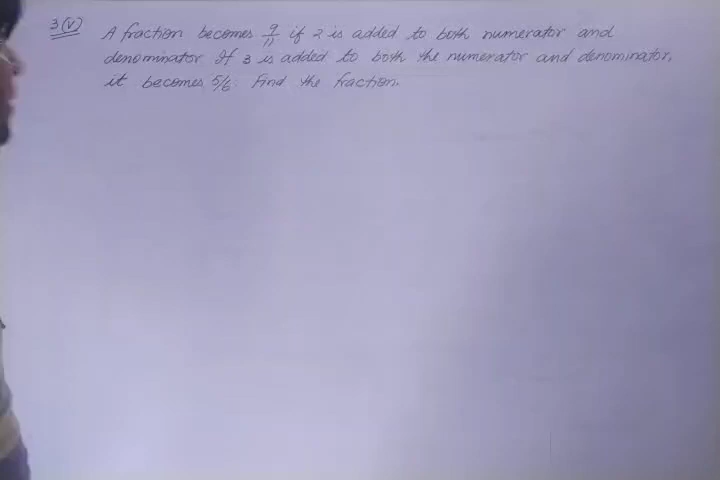 3(v) A fraction becomes 9/11 if 2 is added to both numerator and
denominator. If 3 is added to both the numerator and denominator,
it becomes 5/6. Find the fraction.